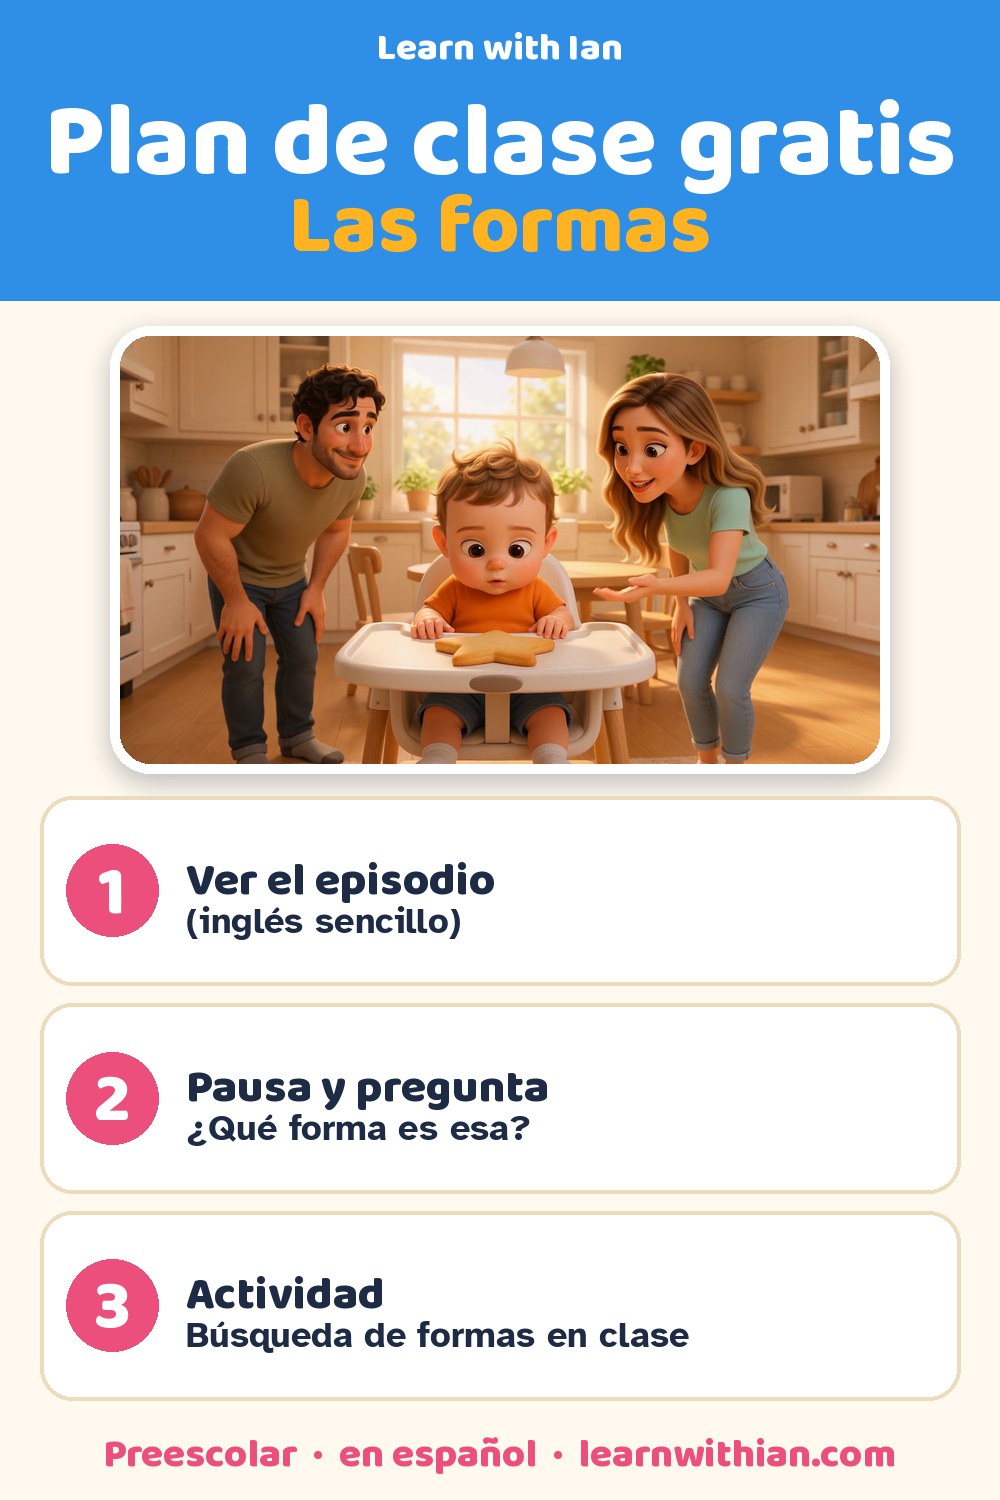 Learn with Ian
Plan de clase gratis
Las formas
1
Ver el episodio
(inglés sencillo)
2
Pausa y pregunta
¿Qué forma es esa?
3
Actividad
Búsqueda de formas en clase
Preescolar • en español • learnwithian.com